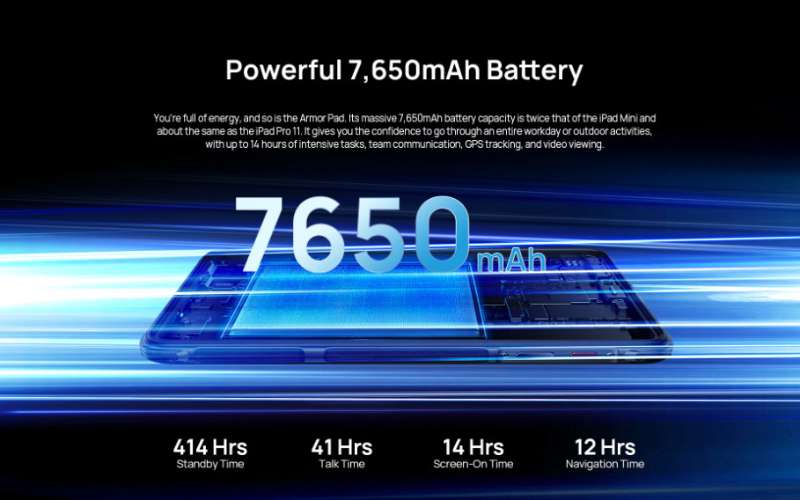 Powerful 7,650mAh Battery
You're full of energy, and so is the Armor Pad. Its massive 7,650mAh battery capacity is twice that of the iPad Mini and
about the same as the iPad Pro 11. It gives you the confidence to go through an entire workday or outdoor activities,
with up to 14 hours of intensive tasks, team communication, GPS tracking, and video viewing.
7650 mAh
414 Hrs
Standby Time
41 Hrs
Talk Time
14 Hrs
Screen-On Time
12 Hrs
Navigation Time